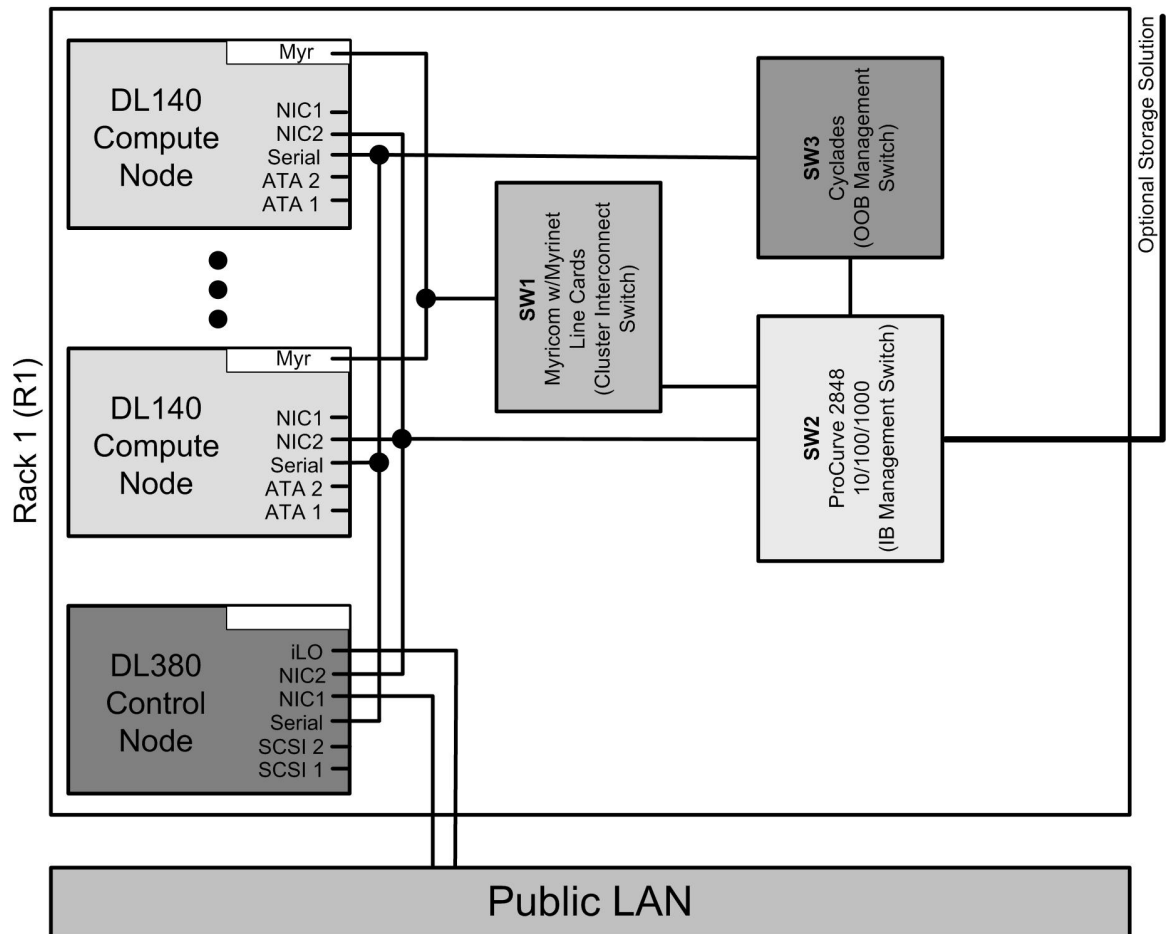 Rack 1 (R1)
DL140
Compute
Node
Myr
NIC1
NIC2
Serial
ATA 2
ATA 1
DL140
Compute
Node
Myr
NIC1
NIC2
Serial
ATA 2
ATA 1
DL380
Control
Node
iLO
NIC2
NIC1
Serial
SCSI 2
SCSI 1
SW1
Myricom w/Myrinet
Line Cards
(Cluster Interconnect
Switch)
SW3
Cyclades
(OOB Management
Switch)
SW2
ProCurve 2848
10/100/1000
(IB Management Switch)
Optional Storage Solution
Public LAN